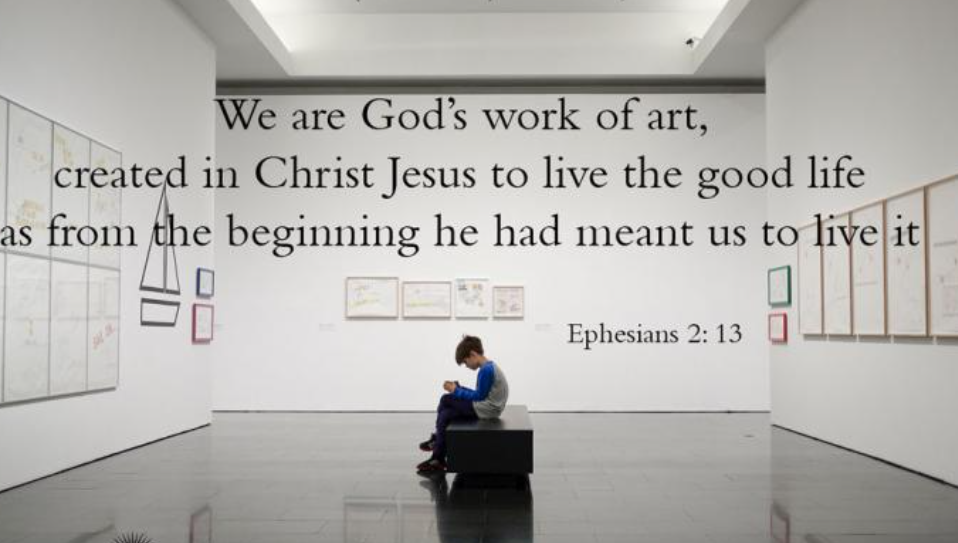 We are God's work of art,
created in Christ Jesus to live the good life
as from the beginning he had meant us to live it
Ephesians 2: 13